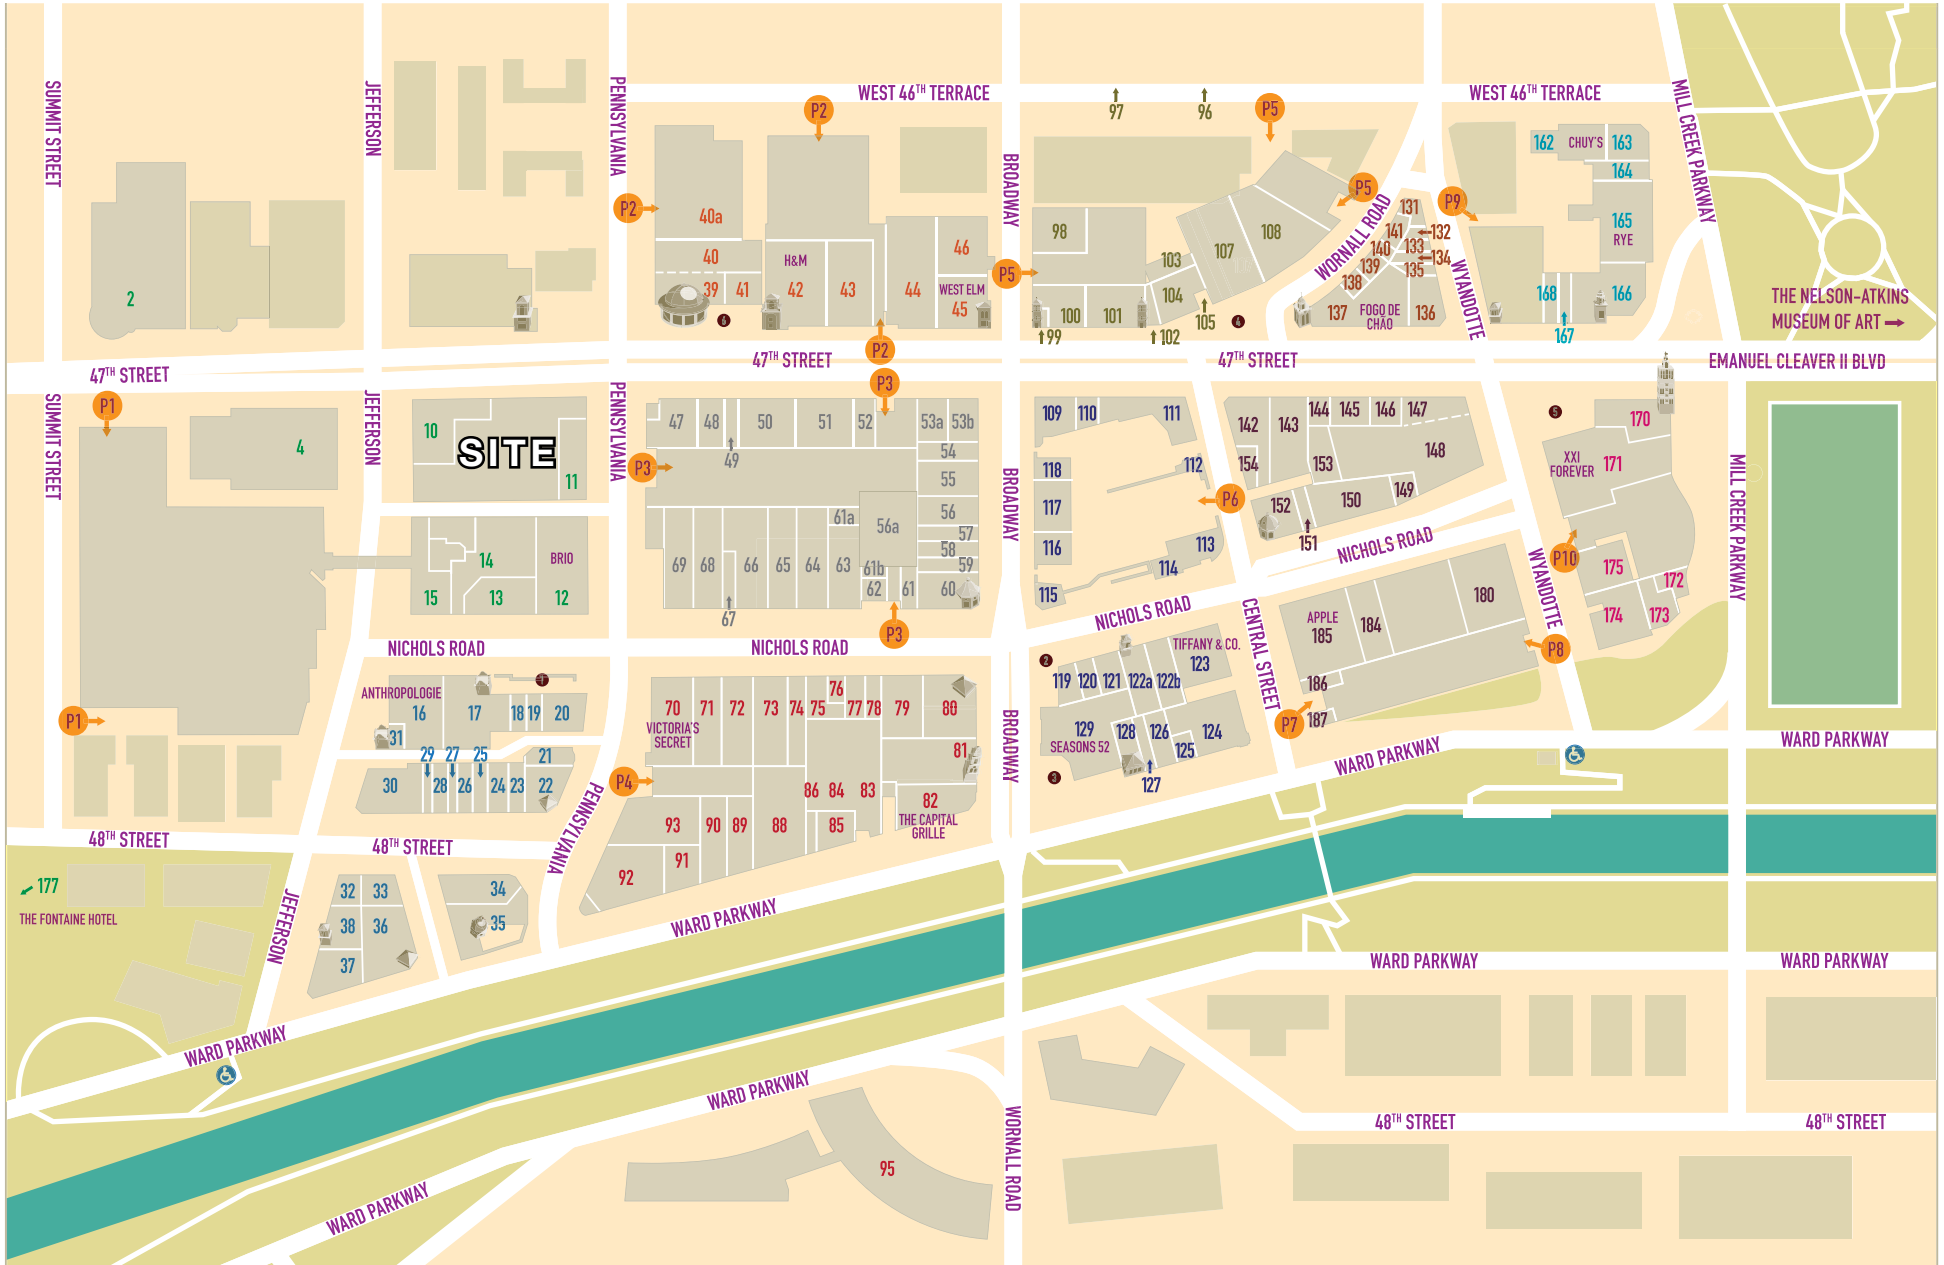 SUMMIT STREET
JEFFERSON
PENNSYLVANIA
WEST 46TH TERRACE
WEST 46TH TERRACE
MILL CREEK PARKWAY
BROADWAY
P2
P2
97
96
P5
P5
P9
162
CHUY'S
163
164
165
RYE
166
168
167
40a
40
39
41
H&M
42
43
44
46
WEST ELM
45
6
P2
P5
98
100
101
99
102
103
104
105
107
108
4
WORNALL ROAD
131
141
132
140
133
134
139
135
138
137
FOGO DE
CHÃO
136
WYANDOTTE
THE NELSON-ATKINS
MUSEUM OF ART
2
47TH STREET
47TH STREET
47TH STREET
EMANUEL CLEAVER II BLVD
P1
SUMMIT STREET
4
JEFFERSON
10
SITE
11
PENNSYLVANIA
P3
P3
47
48
49
50
51
52
53a
53b
54
55
56
56a
57
58
59
60
61a
61b
61
62
63
64
65
66
67
68
69
P3
BROADWAY
109
110
111
112
118
117
116
115
113
114
P6
142
143
144
145
146
147
148
154
153
152
150
149
151
NICHOLS ROAD
5
170
XXI
FOREVER
171
P10
175
172
174
173
MILL CREEK PARKWAY
14
BRIO
15
13
12
NICHOLS ROAD
NICHOLS ROAD
NICHOLS ROAD
CENTRAL STREET
WYANDOTTE
APPLE
185
184
180
186
187
P7
P8
P1
ANTHROPOLOGIE
16
17
18
19
20
1
31
29
27
25
21
30
28
26
24
23
22
70
VICTORIA'S
SECRET
71
72
73
74
75
76
77
78
79
80
81
82
THE CAPITAL
GRILLE
86
84
83
85
88
89
90
91
92
93
P4
PENNSYLVANIA
BROADWAY
2
119
120
121
122a
122b
TIFFANY & CO.
123
129
SEASONS 52
128
126
125
124
127
3
WARD PARKWAY
WARD PARKWAY
48TH STREET
48TH STREET
177
THE FONTAINE HOTEL
JEFFERSON
32
33
38
36
37
34
35
WARD PARKWAY
WARD PARKWAY
WARD PARKWAY
WARD PARKWAY
WARD PARKWAY
WARD PARKWAY
95
WORNALL ROAD
48TH STREET
48TH STREET